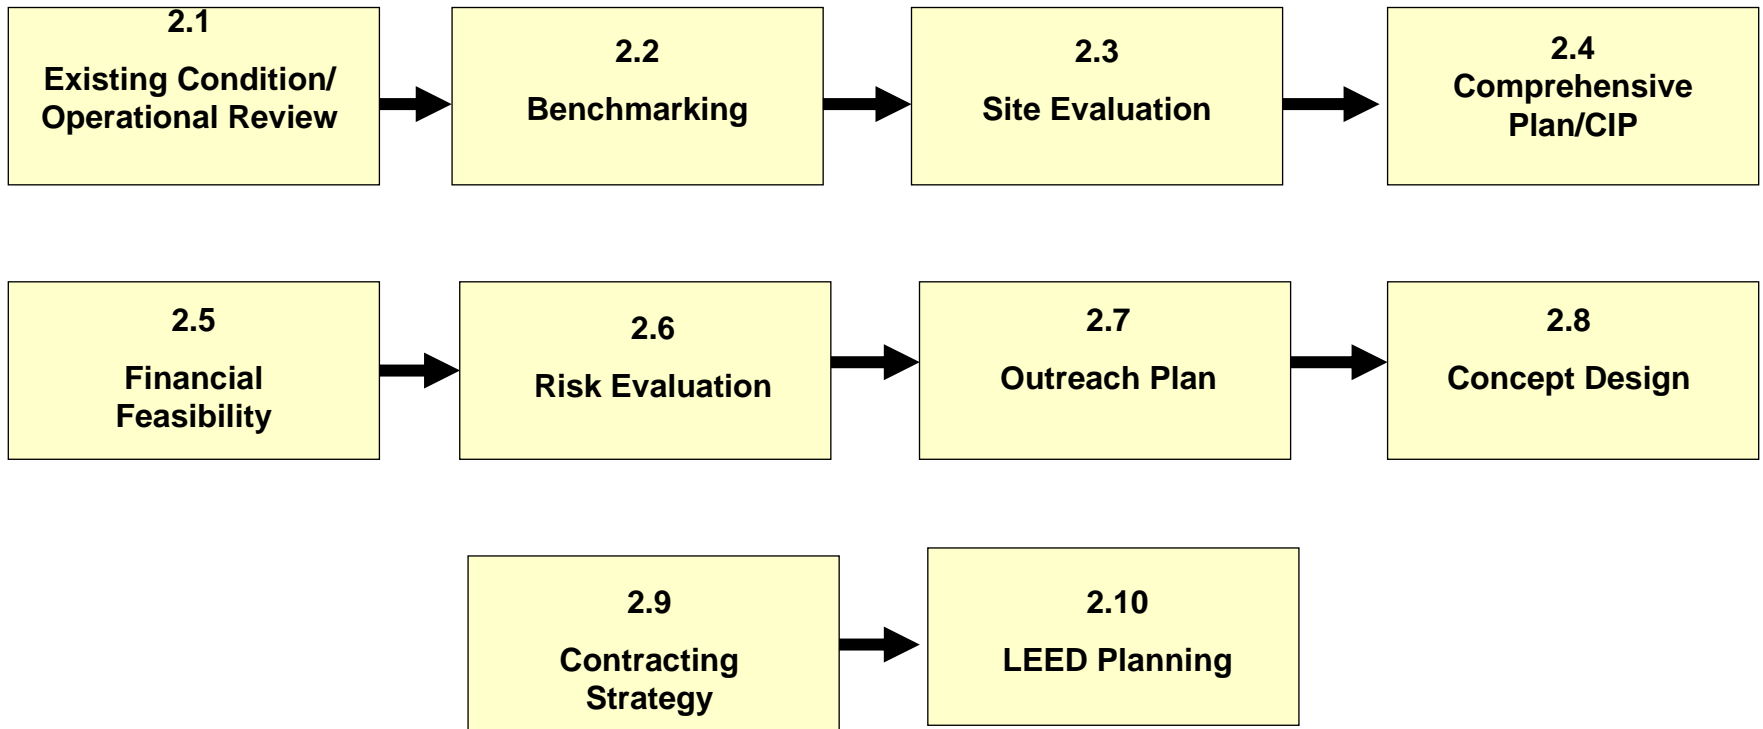 2.1
Existing Condition/
Operational Review
2.2
Benchmarking
2.3
Site Evaluation
2.4
Comprehensive
Plan/CIP
2.5
Financial
Feasibility
2.6
Risk Evaluation
2.7
Outreach Plan
2.8
Concept Design
2.9
Contracting
Strategy
2.10
LEED Planning